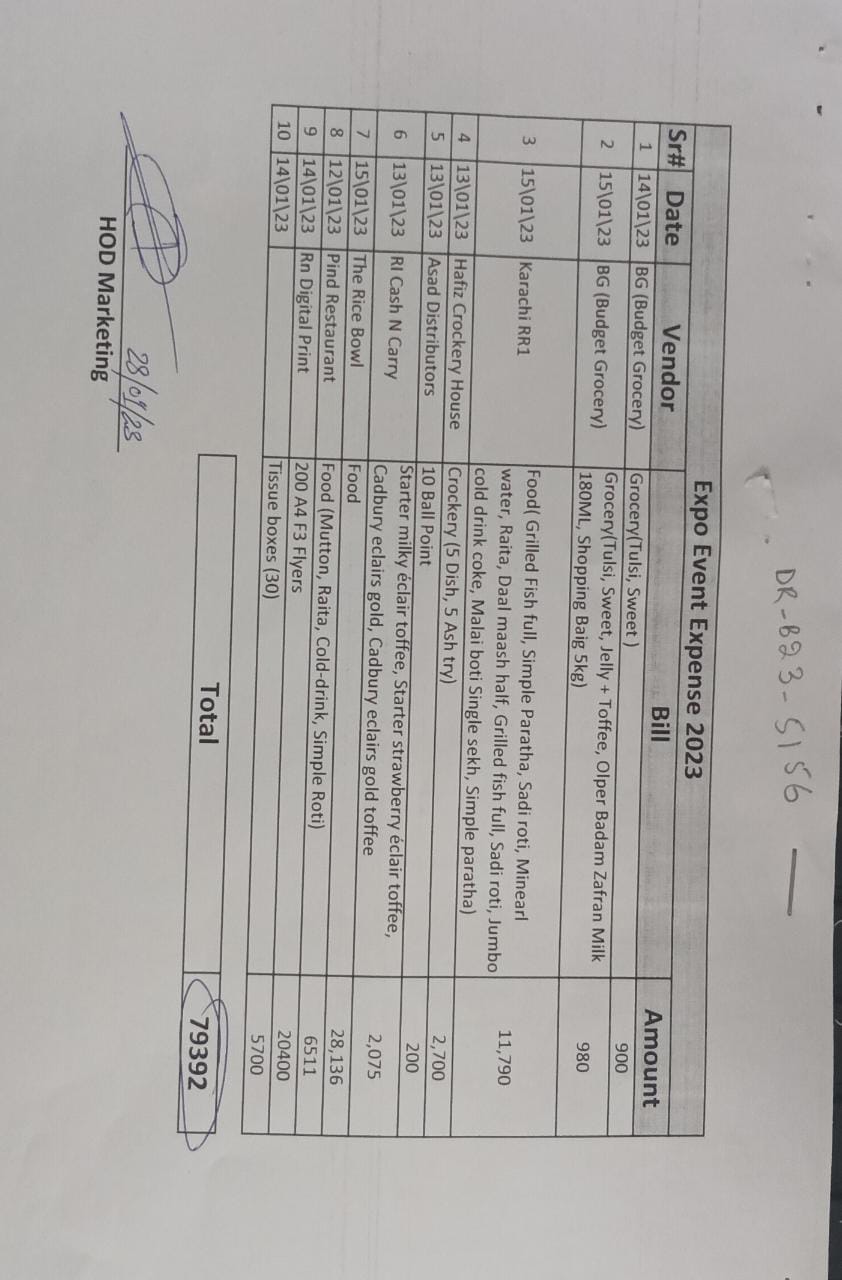 DR-B23-5156 —
Expo Event Expense 2023
Sr# Date Vendor Bill Amount
1 14\01\23 BG (Budget Grocery) Grocery(Tulsi, Sweet ) 900
2 15\01\23 BG (Budget Grocery) Grocery(Tulsi, Sweet, Jelly + Toffee, Olper Badam Zafran Milk
180ML, Shopping Baig 5kg) 980
3 15\01\23 Karachi RR1 Food( Grilled Fish full, Simple Paratha, Sadi roti, Minearl
water, Raita, Daal maash half, Grilled fish full, Sadi roti, Jumbo
cold drink coke, Malai boti Single sekh, Simple paratha) 11,790
4 13\01\23 Hafiz Crockery House Crockery (5 Dish, 5 Ash try) 2,700
5 13\01\23 Asad Distributors 10 Ball Point 200
6 13\01\23 RI Cash N Carry Starter milky éclair toffee, Starter strawberry éclair toffee,
Cadbury eclairs gold, Cadbury eclairs gold toffee 2,075
7 15\01\23 The Rice Bowl Food 28,136
8 12\01\23 Pind Restaurant Food (Mutton, Raita, Cold-drink, Simple Roti) 6511
9 14\01\23 Rn Digital Print 200 A4 F3 Flyers 20400
10 14\01\23 Tissue boxes (30) 5700
Total 79392
28/01/23
HOD Marketing